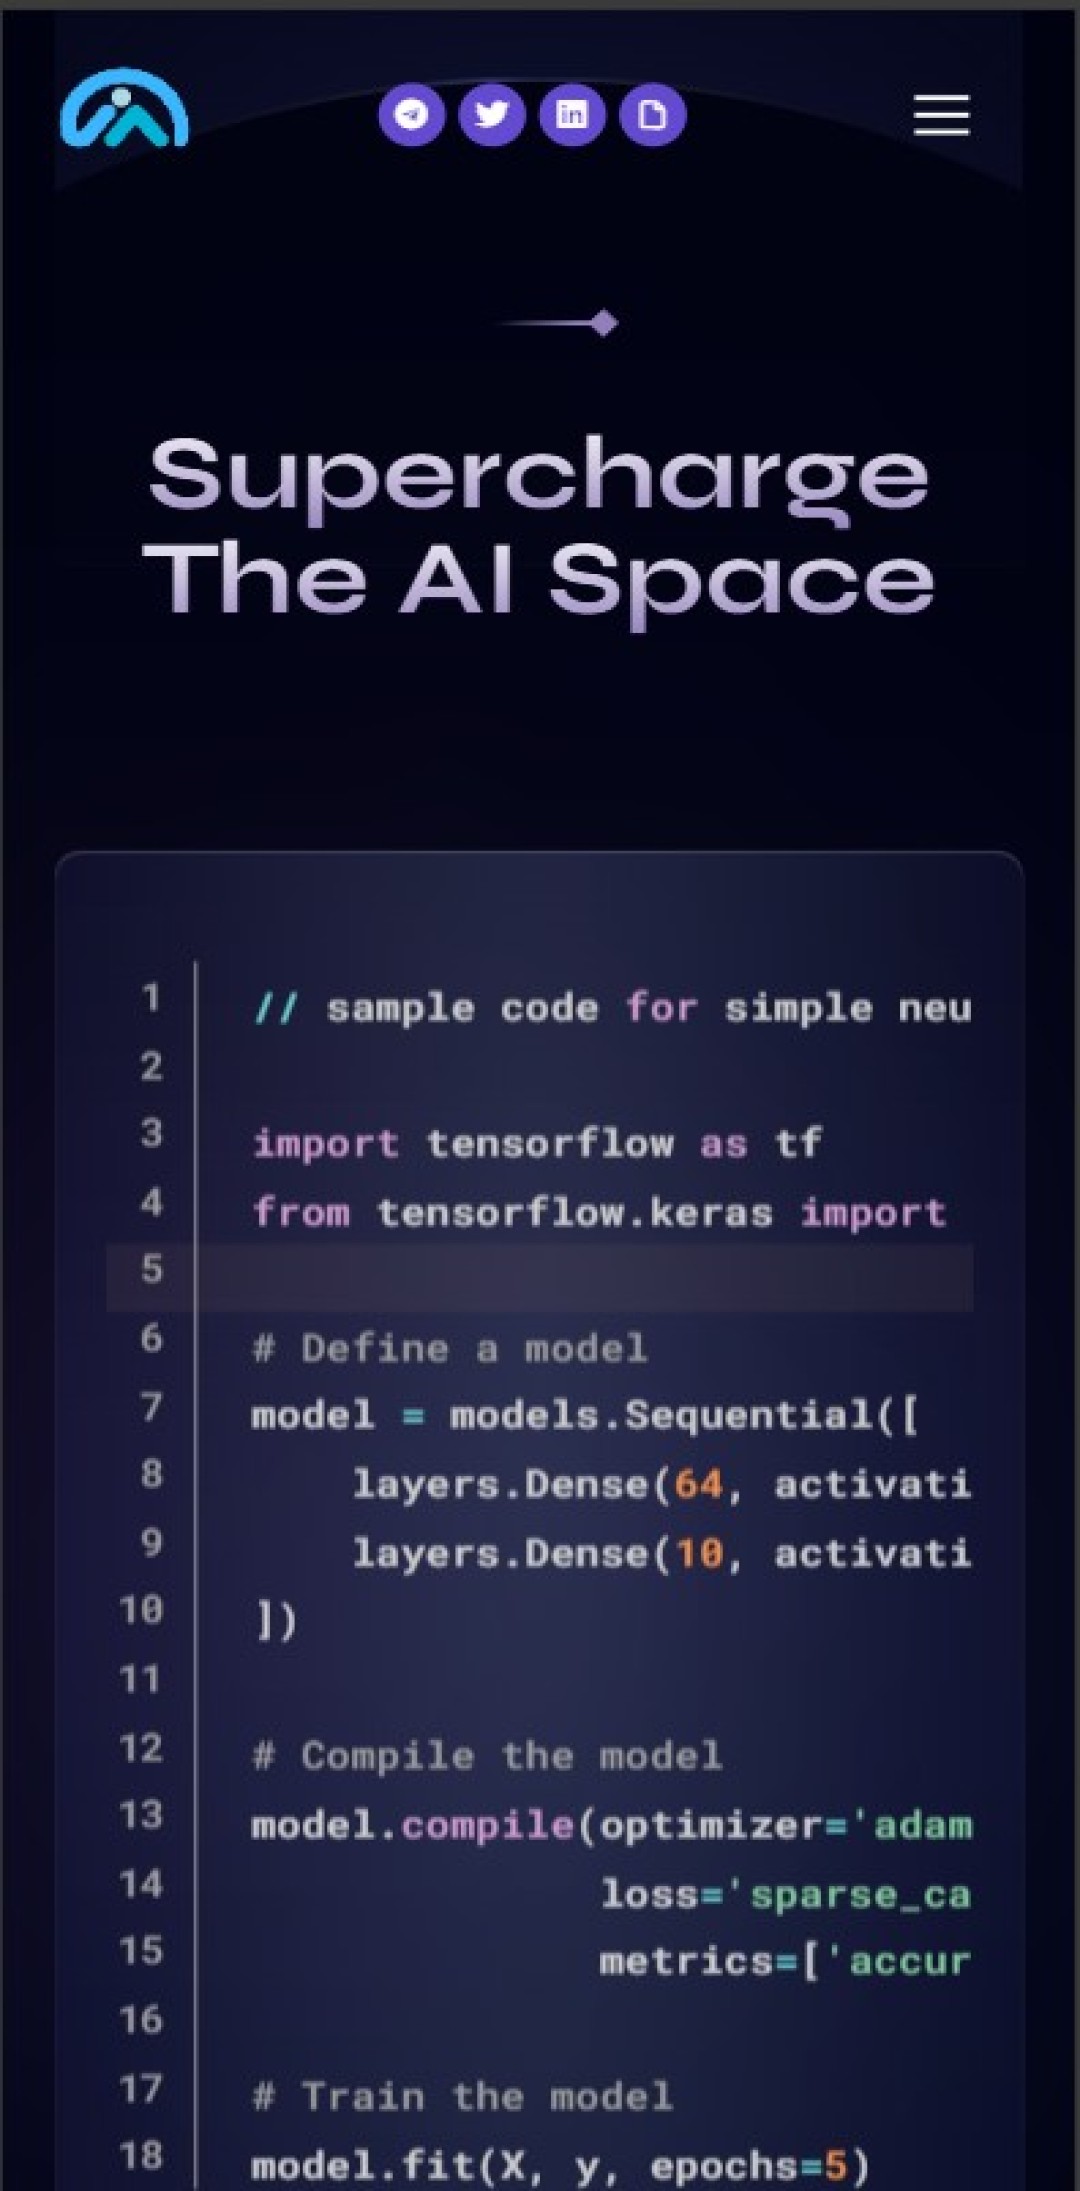 in
Supercharge
The AI Space
1 // sample code for simple neu
2
3 import tensorflow as tf
4 from tensorflow.keras import
5
6 # Define a model
7 model = models.Sequential([
8 layers.Dense(64, activati
9 layers.Dense(10, activati
10 ])
11
12 # Compile the model
13 model.compile(optimizer='adam
14 loss='sparse_ca
15 metrics=['accur
16
17 # Train the model
18 model.fit(X, y, epochs=5)